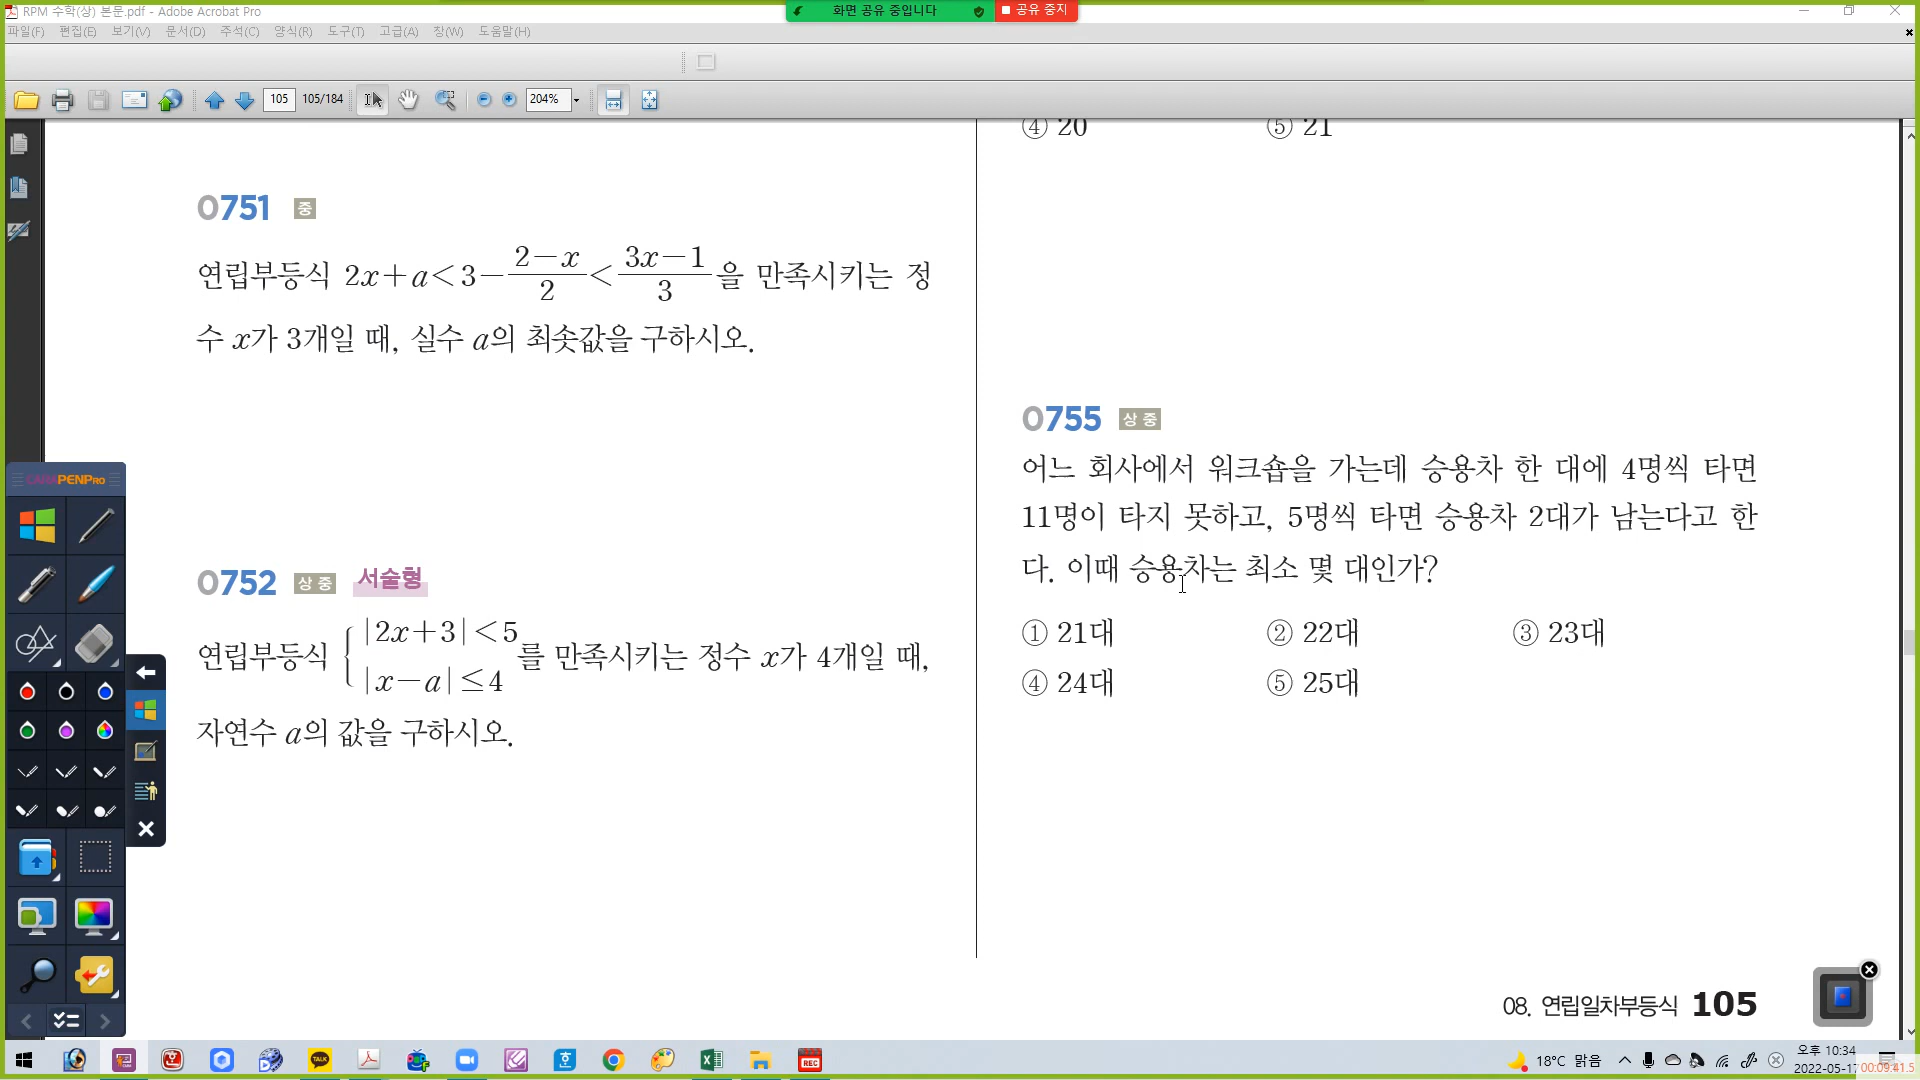 RPM 수학(상) 본문.pdf - Adobe Acrobat Pro
화면 공유 중입니다
공유 중지
파일(F) 편집(E) 보기(V) 문서(D) 주석(C) 양식(R) 도구(T) 고급(A) 창(W) 도움말(H)
105 105/184 204%
0751 중
연립부등식 2x+a<3-\frac{2-x}{2}<\frac{3x-1}{3}을 만족시키는 정
수 x가 3개일 때, 실수 a의 최솟값을 구하시오.
0752 상 중 서술형
연립부등식 { |2x+3|<5
|x-a|≤4 를 만족시키는 정수 x가 4개일 때,
자연수 a의 값을 구하시오.
④ 20 ⑤ 21
0755 상 중
어느 회사에서 워크숍을 가는데 승용차 한 대에 4명씩 타면
11명이 타지 못하고, 5명씩 타면 승용차 2대가 남는다고 한
다. 이때 승용차는 최소 몇 대인가?
① 21대 ② 22대 ③ 23대
④ 24대 ⑤ 25대
08. 연립일차부등식 105
PENPRO
TALK
REC
18°C 맑음
오후 10:34
2022-05-17
00:09:41.5